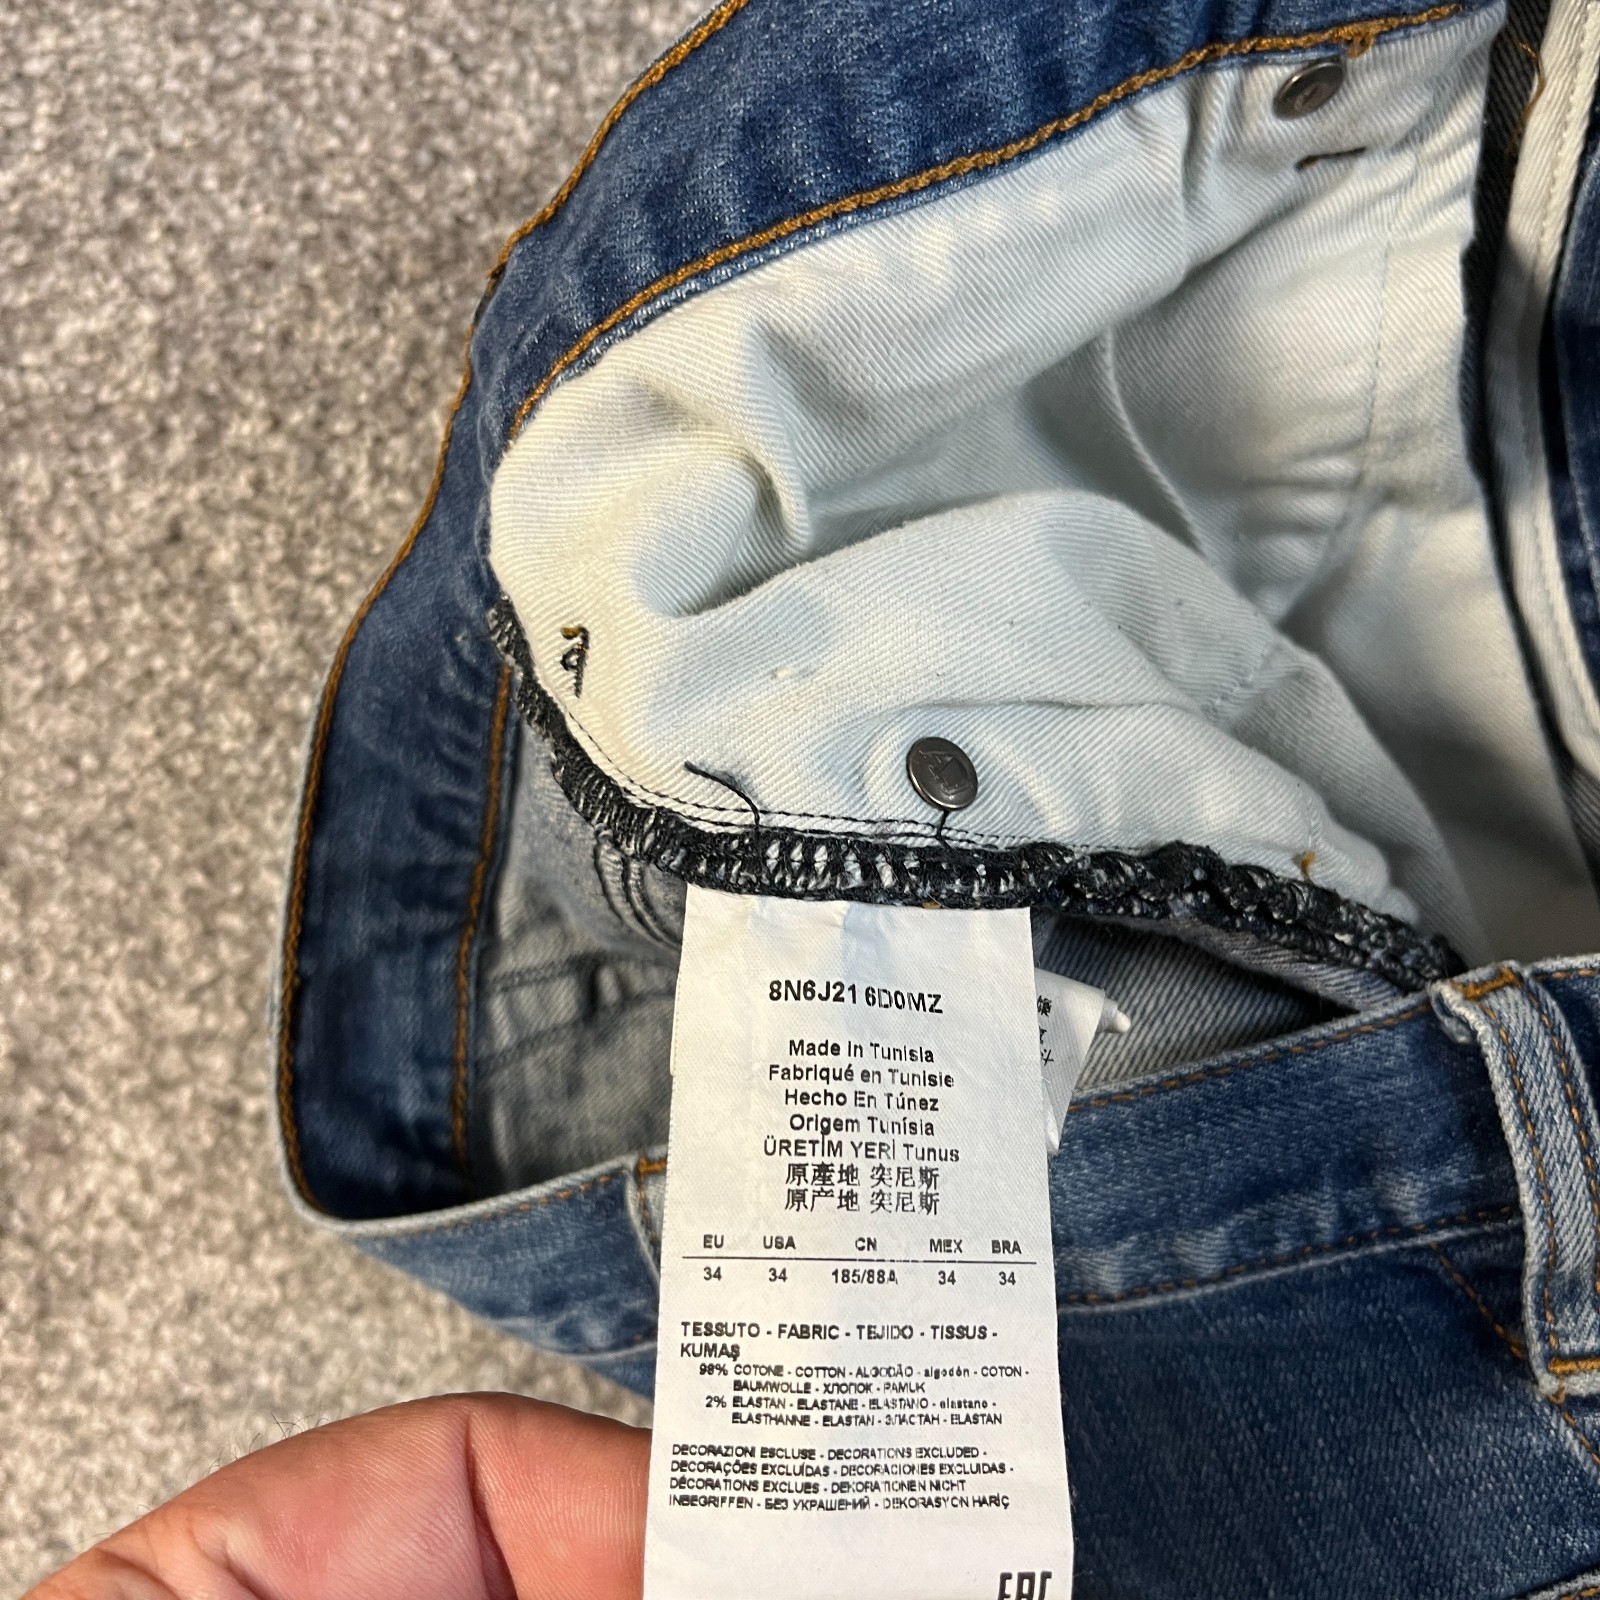 8N6J21 6D0MZ
Made in Tunisia
Fabriqué en Tunisie
Hecho En Túnez
Origem Tunísia
ÜRETİM YERİ Tunus
原產地 突尼斯
原产地 突尼斯
EU USA CN MEX BRA
34 34 185/88A 34 34
TESSUTO - FABRIC - TEJIDO - TISSUS -
KUMAŞ
98% COTONE - COTTON - ALGODÃO - algodón - COTON -
BAUMWOLLE - ХЛОПОК - PAMUK
2% ELASTAN - ELASTANE - ELASTANO - elastano -
ELASTHANNE - ELASTAN - ЭЛАСТАН - ELASTAN
DECORAZIONI ESCLUSE - DECORATIONS EXCLUDED -
DECORAÇÕES EXCLUÍDAS - DECORACIONES EXCLUIDAS -
DÉCORATIONS EXCLUES - DEKORATIONEN NICHT
INBEGRIFFEN - БЕЗ УКРАШЕНИЙ - DEKORASYON HARİÇ
EAC